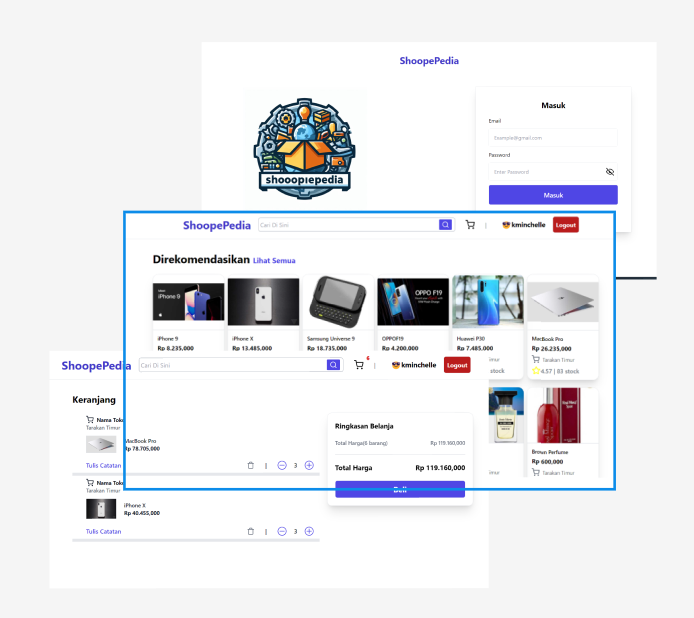 ShoopePedia
shooopiepedia
Masuk
Email
Example@gmail.com
Password
Enter Password
Masuk
ShoopePedia
Cari Di Sini
|
kminchelle
Logout
Direkomendasikan Lihat Semua
iPhone 9
OPPO F19
iPhone 9
Rp 8.235,000
iPhone X
Rp 13.485,000
Samsung Universe 9
Rp 18.735,000
OPPOF19
Rp 4.200,000
Huawei P30
Rp 7.485,000
stock
MacBook Pro
Rp 26.235,000
Tarakan Timur
4.57 | 83 stock
Brown Perfume
Rp 600,000
Tarakan Timur
ShoopePedia
Cari Di Sini
6
|
kminchelle
Logout
Keranjang
Nama Toko
Tarakan Timur
MacBook Pro
Rp 78.705,000
Tulis Catatan
| 3
Nama Toko
Tarakan Timur
iPhone X
Rp 40.455,000
Tulis Catatan
| 3
Ringkasan Belanja
Total Harga(6 barang) Rp 119.160,000
Total Harga Rp 119.160,000
Beli